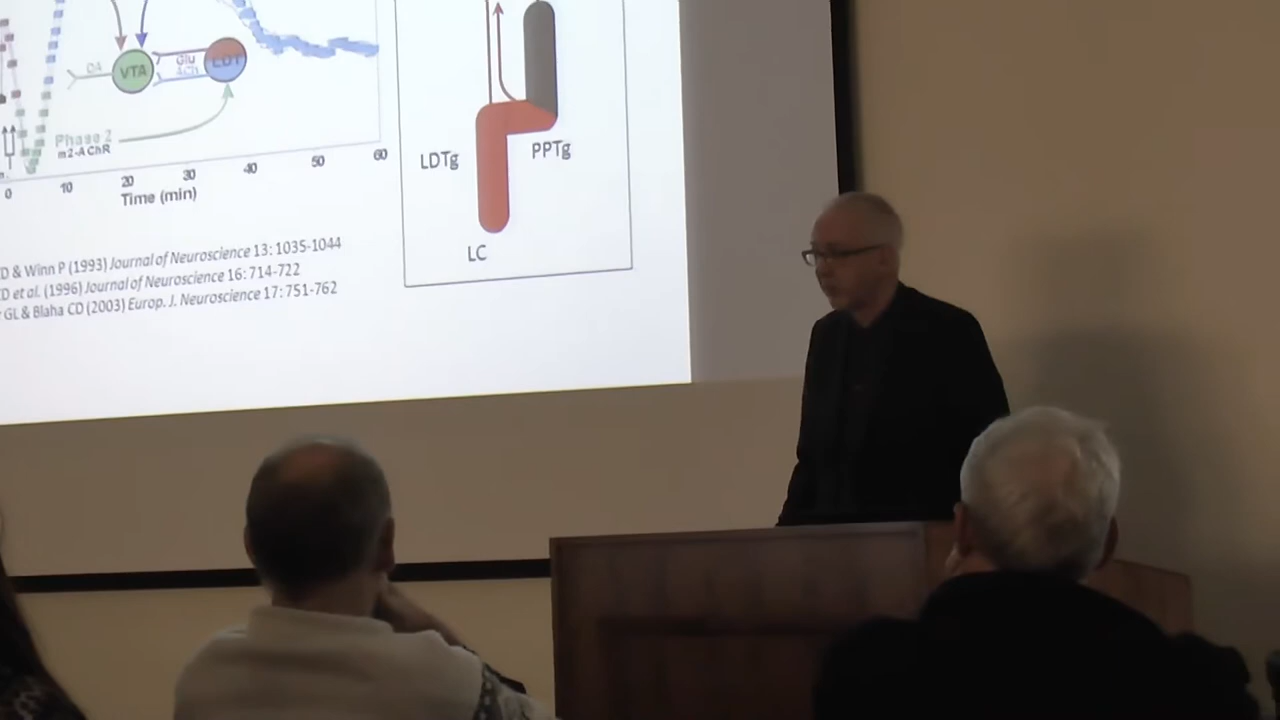 DA
VTA
Glu
ACh
LDT
Phase 2
m2-AChR
0 10 20 30 40 50 60
Time (min)
LDTg
PPTg
LC
D & Winn P (1993) Journal of Neuroscience 13: 1035-1044
D et al. (1996) Journal of Neuroscience 16: 714-722
GL & Blaha CD (2003) Europ. J. Neuroscience 17: 751-762